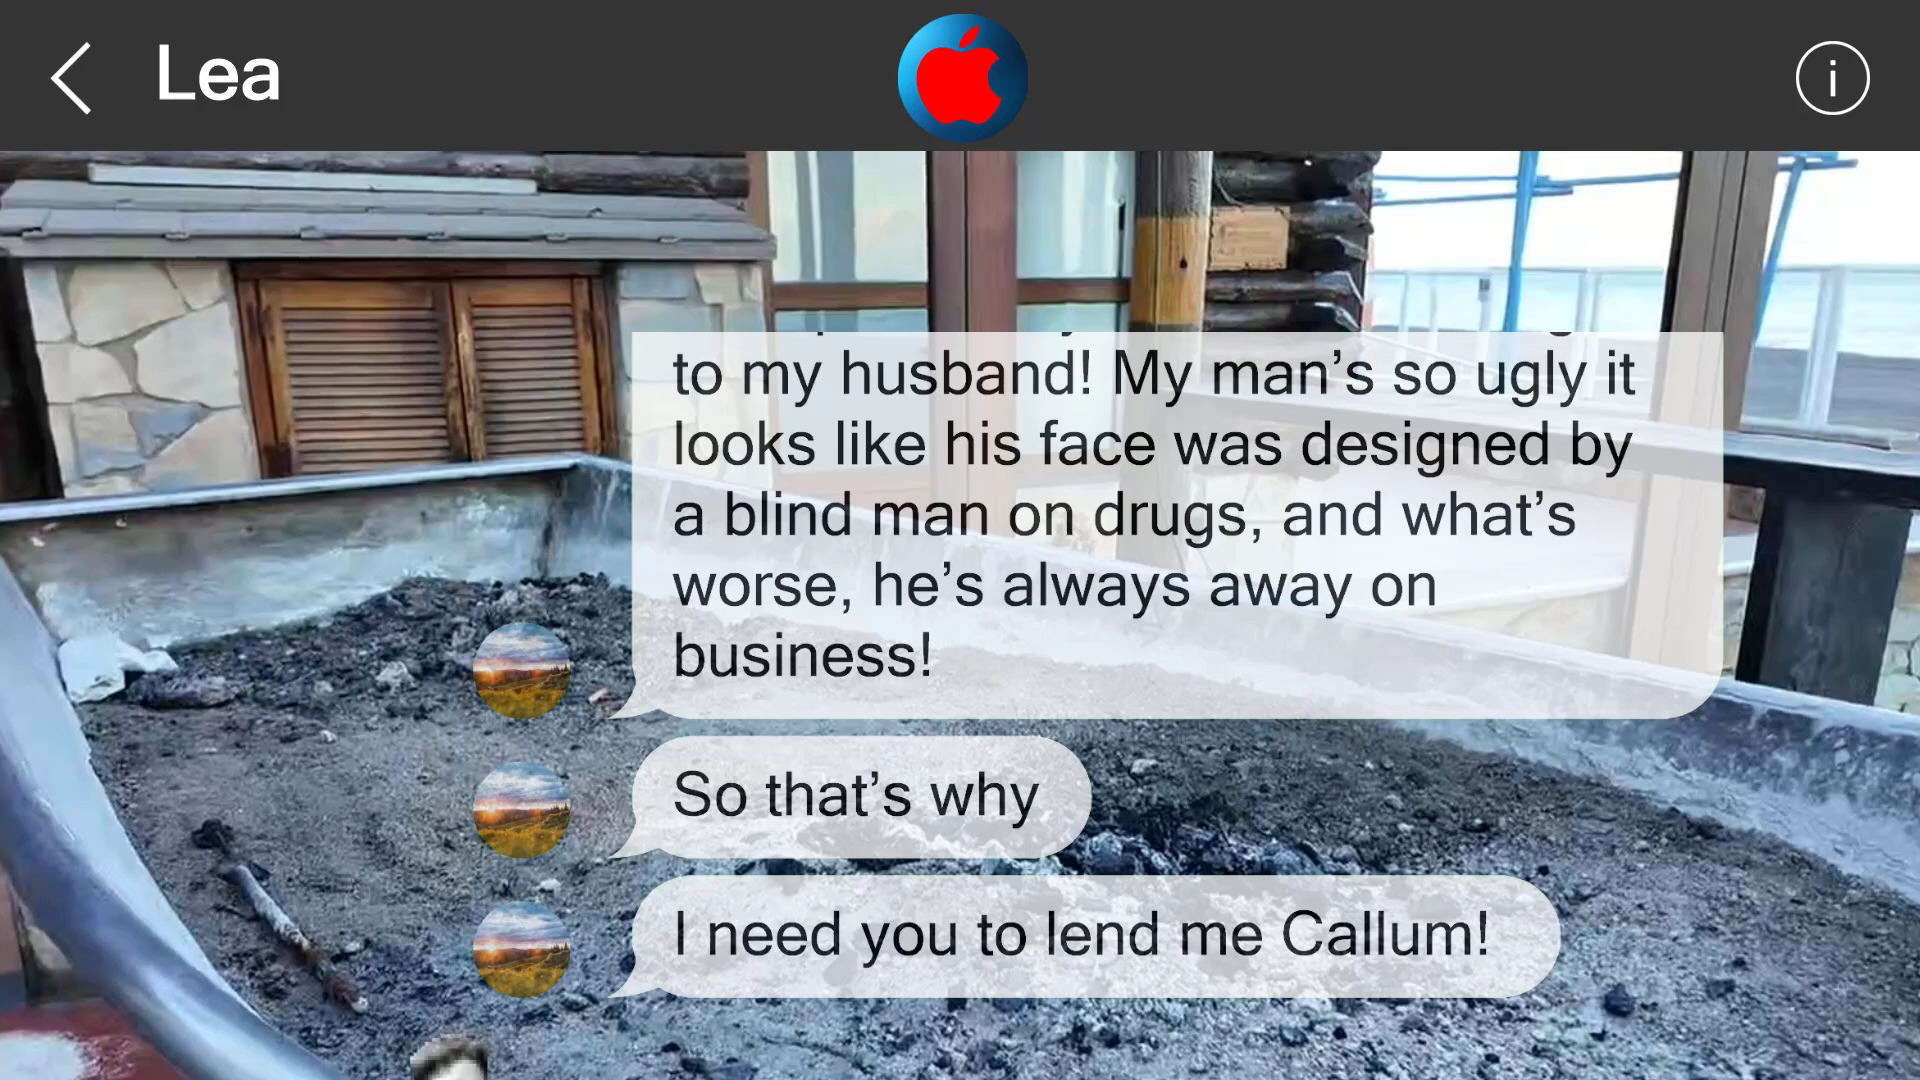 Lea
to my husband! My man’s so ugly it
looks like his face was designed by
a blind man on drugs, and what’s
worse, he’s always away on
business!
So that’s why
I need you to lend me Callum!